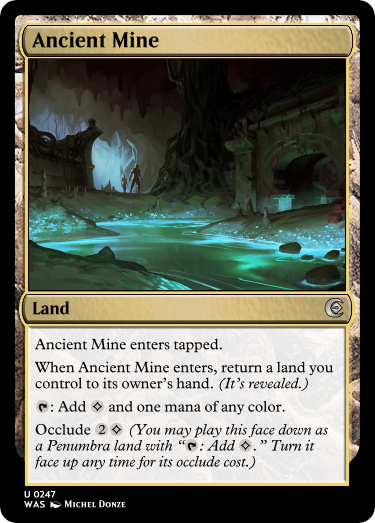 Ancient Mine
Land
Ancient Mine enters tapped.
When Ancient Mine enters, return a land you
control to its owner's hand. (It's revealed.)
: Add and one mana of any color.
Occlude 2 (You may play this face down as
a Penumbra land with “: Add .” Turn it
face up any time for its occlude cost.)
U 0247
WAS Michel Donze